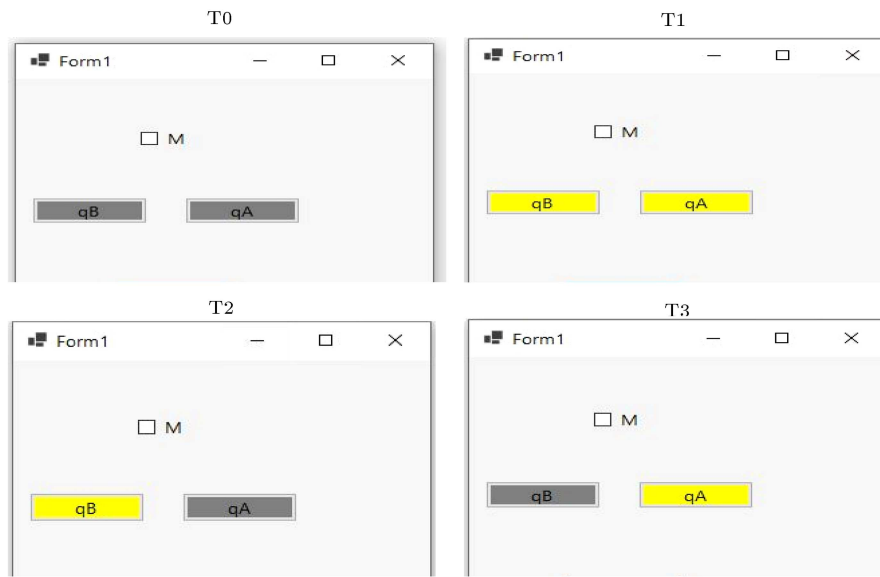 T0
Form1
M
qB qA
T1
Form1
M
qB qA
T2
Form1
M
qB qA
T3
Form1
M
qB qA